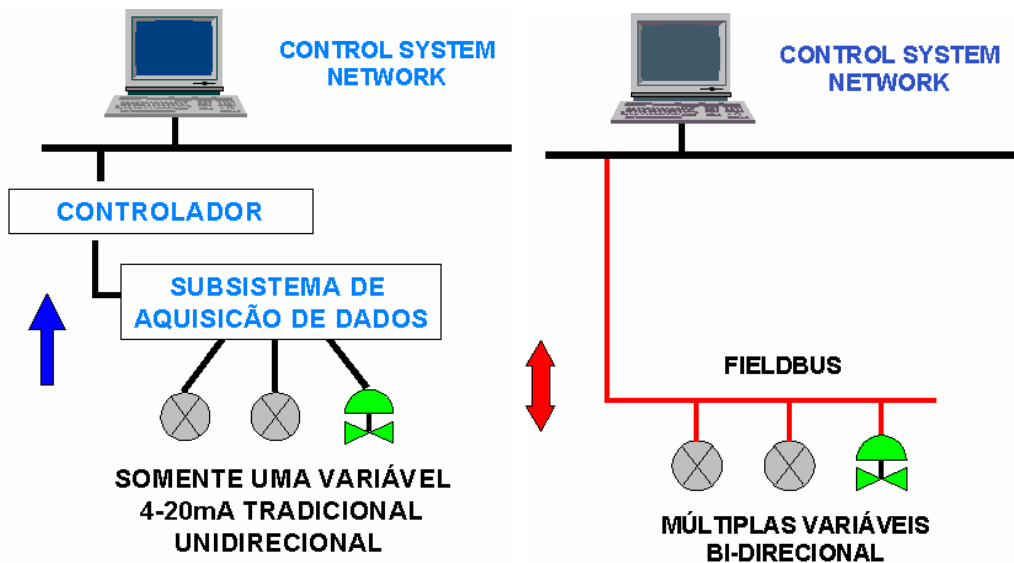 CONTROL SYSTEM
NETWORK
CONTROLADOR
SUBSISTEMA DE
AQUISICÃO DE DADOS
SOMENTE UMA VARIÁVEL
4-20mA TRADICIONAL
UNIDIRECIONAL
CONTROL SYSTEM
NETWORK
FIELDBUS
MÚLTIPLAS VARIÁVEIS
BI-DIRECIONAL